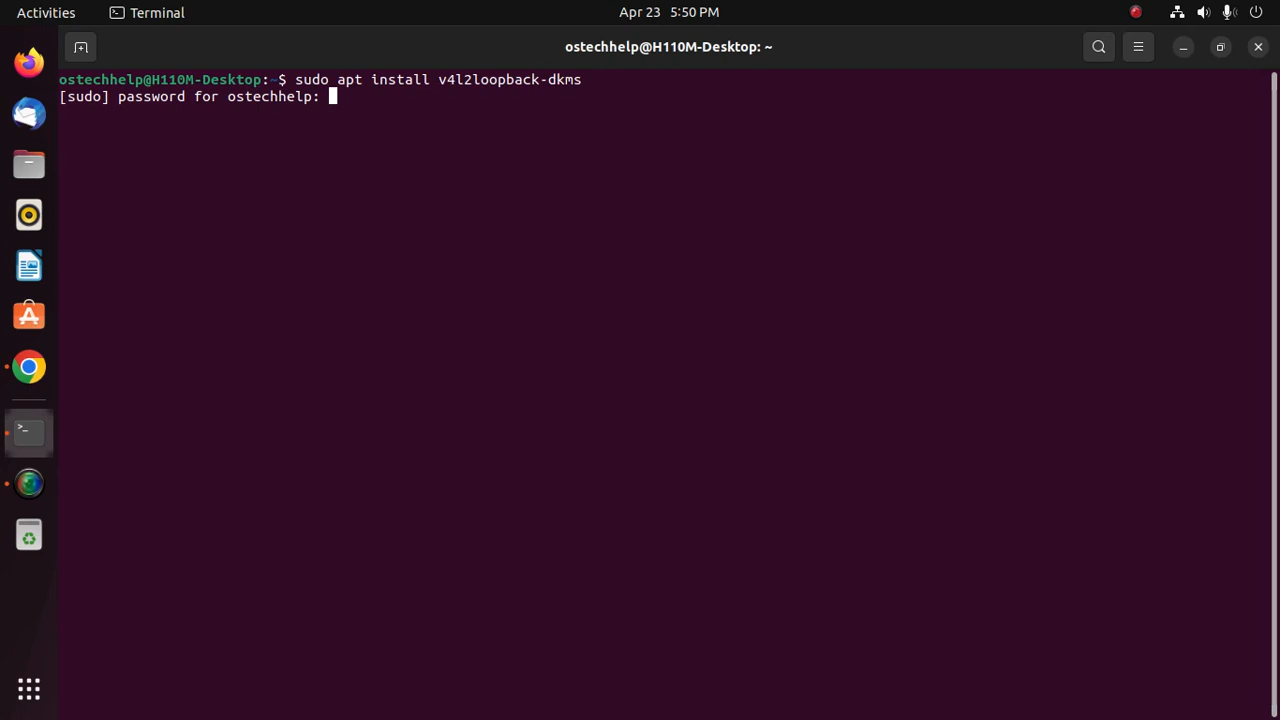 Activities
Terminal
Apr 23 5:50 PM
ostechhelp@H110M-Desktop: ~
ostechhelp@H110M-Desktop:~$ sudo apt install v4l2loopback-dkms
[sudo] password for ostechhelp: